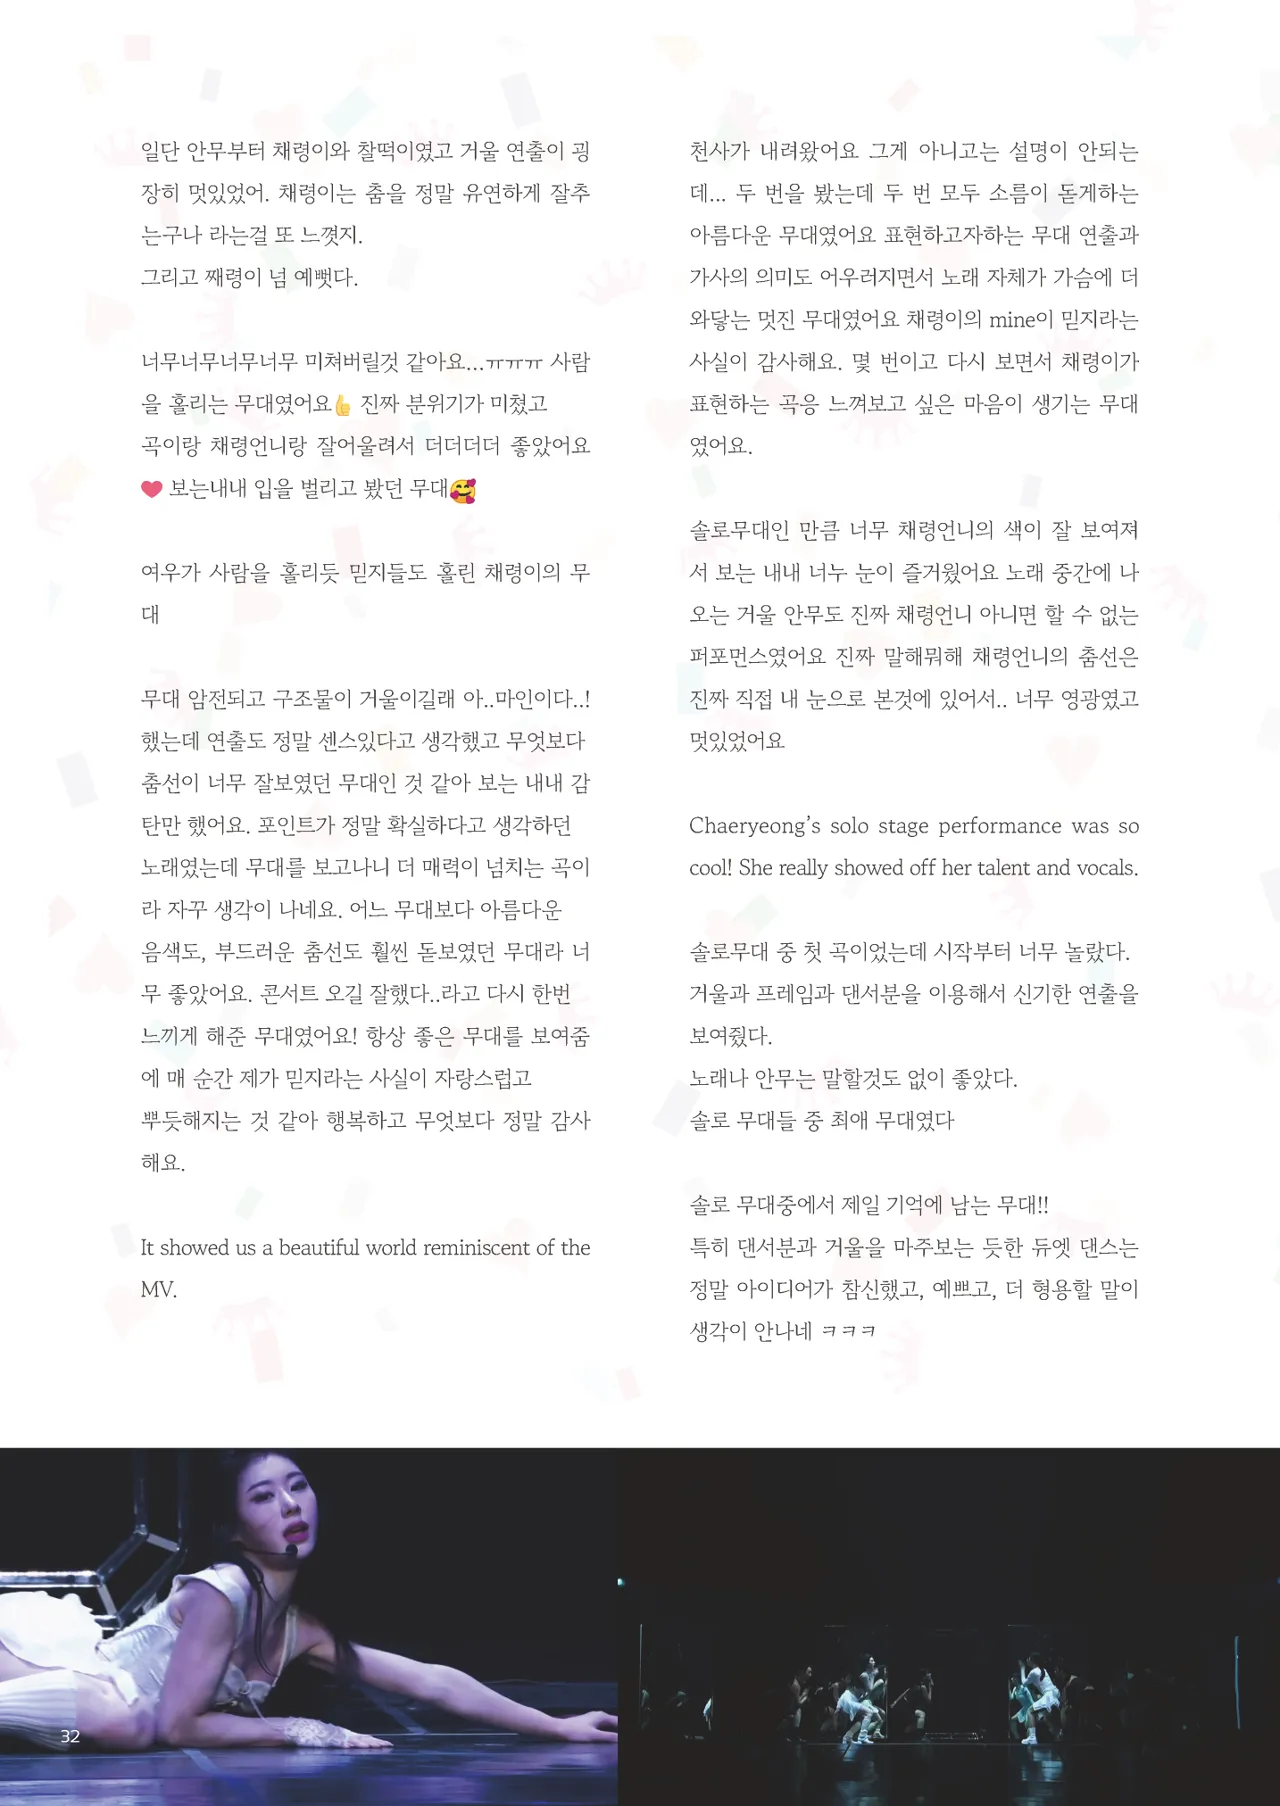 일단 안무부터 채령이와 찰떡이였고 거울 연출이 굉
장히 멋있었어. 채령이는 춤을 정말 유연하게 잘추
는구나 라는걸 또 느꼈지.
그리고 째령이 넘 예뻤다.
너무너무너무너무 미쳐버릴것 같아요...ㅠㅠㅠ 사람
을 홀리는 무대였어요👍 진짜 분위기가 미쳤고
곡이랑 채령언니랑 잘어울려서 더더더더 좋았어요
❤️ 보는내내 입을 벌리고 봤던 무대🥰
여우가 사람을 홀리듯 믿지들도 홀린 채령이의 무
대
무대 암전되고 구조물이 거울이길래 아..마인이다..!
했는데 연출도 정말 센스있다고 생각했고 무엇보다
춤선이 너무 잘보였던 무대인 것 같아 보는 내내 감
탄만 했어요. 포인트가 정말 확실하다고 생각하던
노래였는데 무대를 보고나니 더 매력이 넘치는 곡이
라 자꾸 생각이 나네요. 어느 무대보다 아름다운
음색도, 부드러운 춤선도 훨씬 돋보였던 무대라 너
무 좋았어요. 콘서트 오길 잘했다..라고 다시 한번
느끼게 해준 무대였어요! 항상 좋은 무대를 보여줌
에 매 순간 제가 믿지라는 사실이 자랑스럽고
뿌듯해지는 것 같아 행복하고 무엇보다 정말 감사
해요.
It showed us a beautiful world reminiscent of the
MV.
천사가 내려왔어요 그게 아니고는 설명이 안되는
데... 두 번을 봤는데 두 번 모두 소름이 돋게하는
아름다운 무대였어요 표현하고자하는 무대 연출과
가사의 의미도 어우러지면서 노래 자체가 가슴에 더
와닿는 멋진 무대였어요 채령이의 mine이 믿지라는
사실이 감사해요. 몇 번이고 다시 보면서 채령이가
표현하는 곡응 느껴보고 싶은 마음이 생기는 무대
였어요.
솔로무대인 만큼 너무 채령언니의 색이 잘 보여져
서 보는 내내 너누 눈이 즐거웠어요 노래 중간에 나
오는 거울 안무도 진짜 채령언니 아니면 할 수 없는
퍼포먼스였어요 진짜 말해뭐해 채령언니의 춤선은
진짜 직접 내 눈으로 본것에 있어서.. 너무 영광였고
멋있었어요
Chaeryeong’s solo stage performance was so
cool! She really showed off her talent and vocals.
솔로무대 중 첫 곡이었는데 시작부터 너무 놀랐다.
거울과 프레임과 댄서분을 이용해서 신기한 연출을
보여줬다.
노래나 안무는 말할것도 없이 좋았다.
솔로 무대들 중 최애 무대였다
솔로 무대중에서 제일 기억에 남는 무대!!
특히 댄서분과 거울을 마주보는 듯한 듀엣 댄스는
정말 아이디어가 참신했고, 예쁘고, 더 형용할 말이
생각이 안나네 ㅋㅋㅋ
32